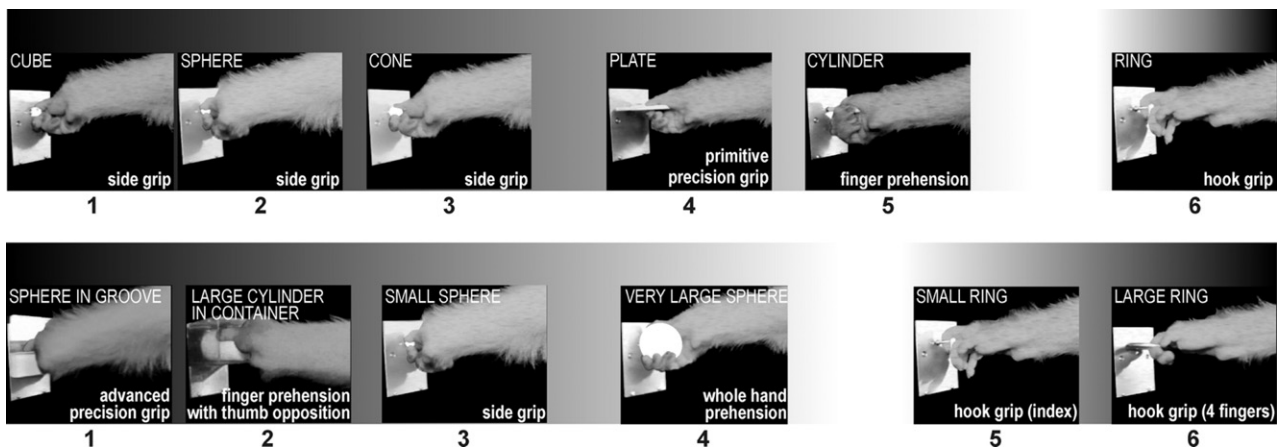 CUBE
SPHERE
CONE
PLATE
CYLINDER
RING
side grip
side grip
side grip
primitive
precision grip
finger prehension
hook grip
1
2
3
4
5
6
SPHERE IN GROOVE
LARGE CYLINDER
IN CONTAINER
SMALL SPHERE
VERY LARGE SPHERE
SMALL RING
LARGE RING
advanced
precision grip
finger prehension
with thumb opposition
side grip
whole hand
prehension
hook grip (index)
hook grip (4 fingers)
1
2
3
4
5
6